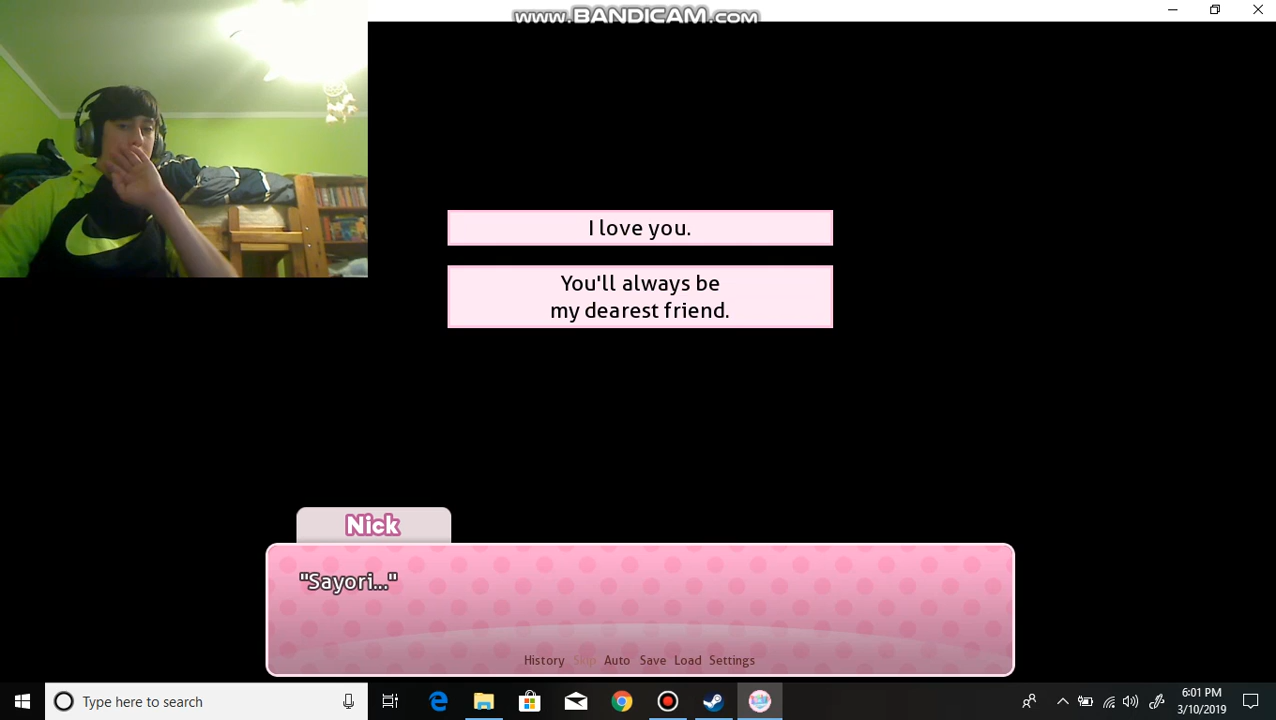 www.BANDICAM.com
I love you.
You'll always be
my dearest friend.
Nick
"Sayori..."
History Skip Auto Save Load Settings
Type here to search
6:03 PM
3/10/2019